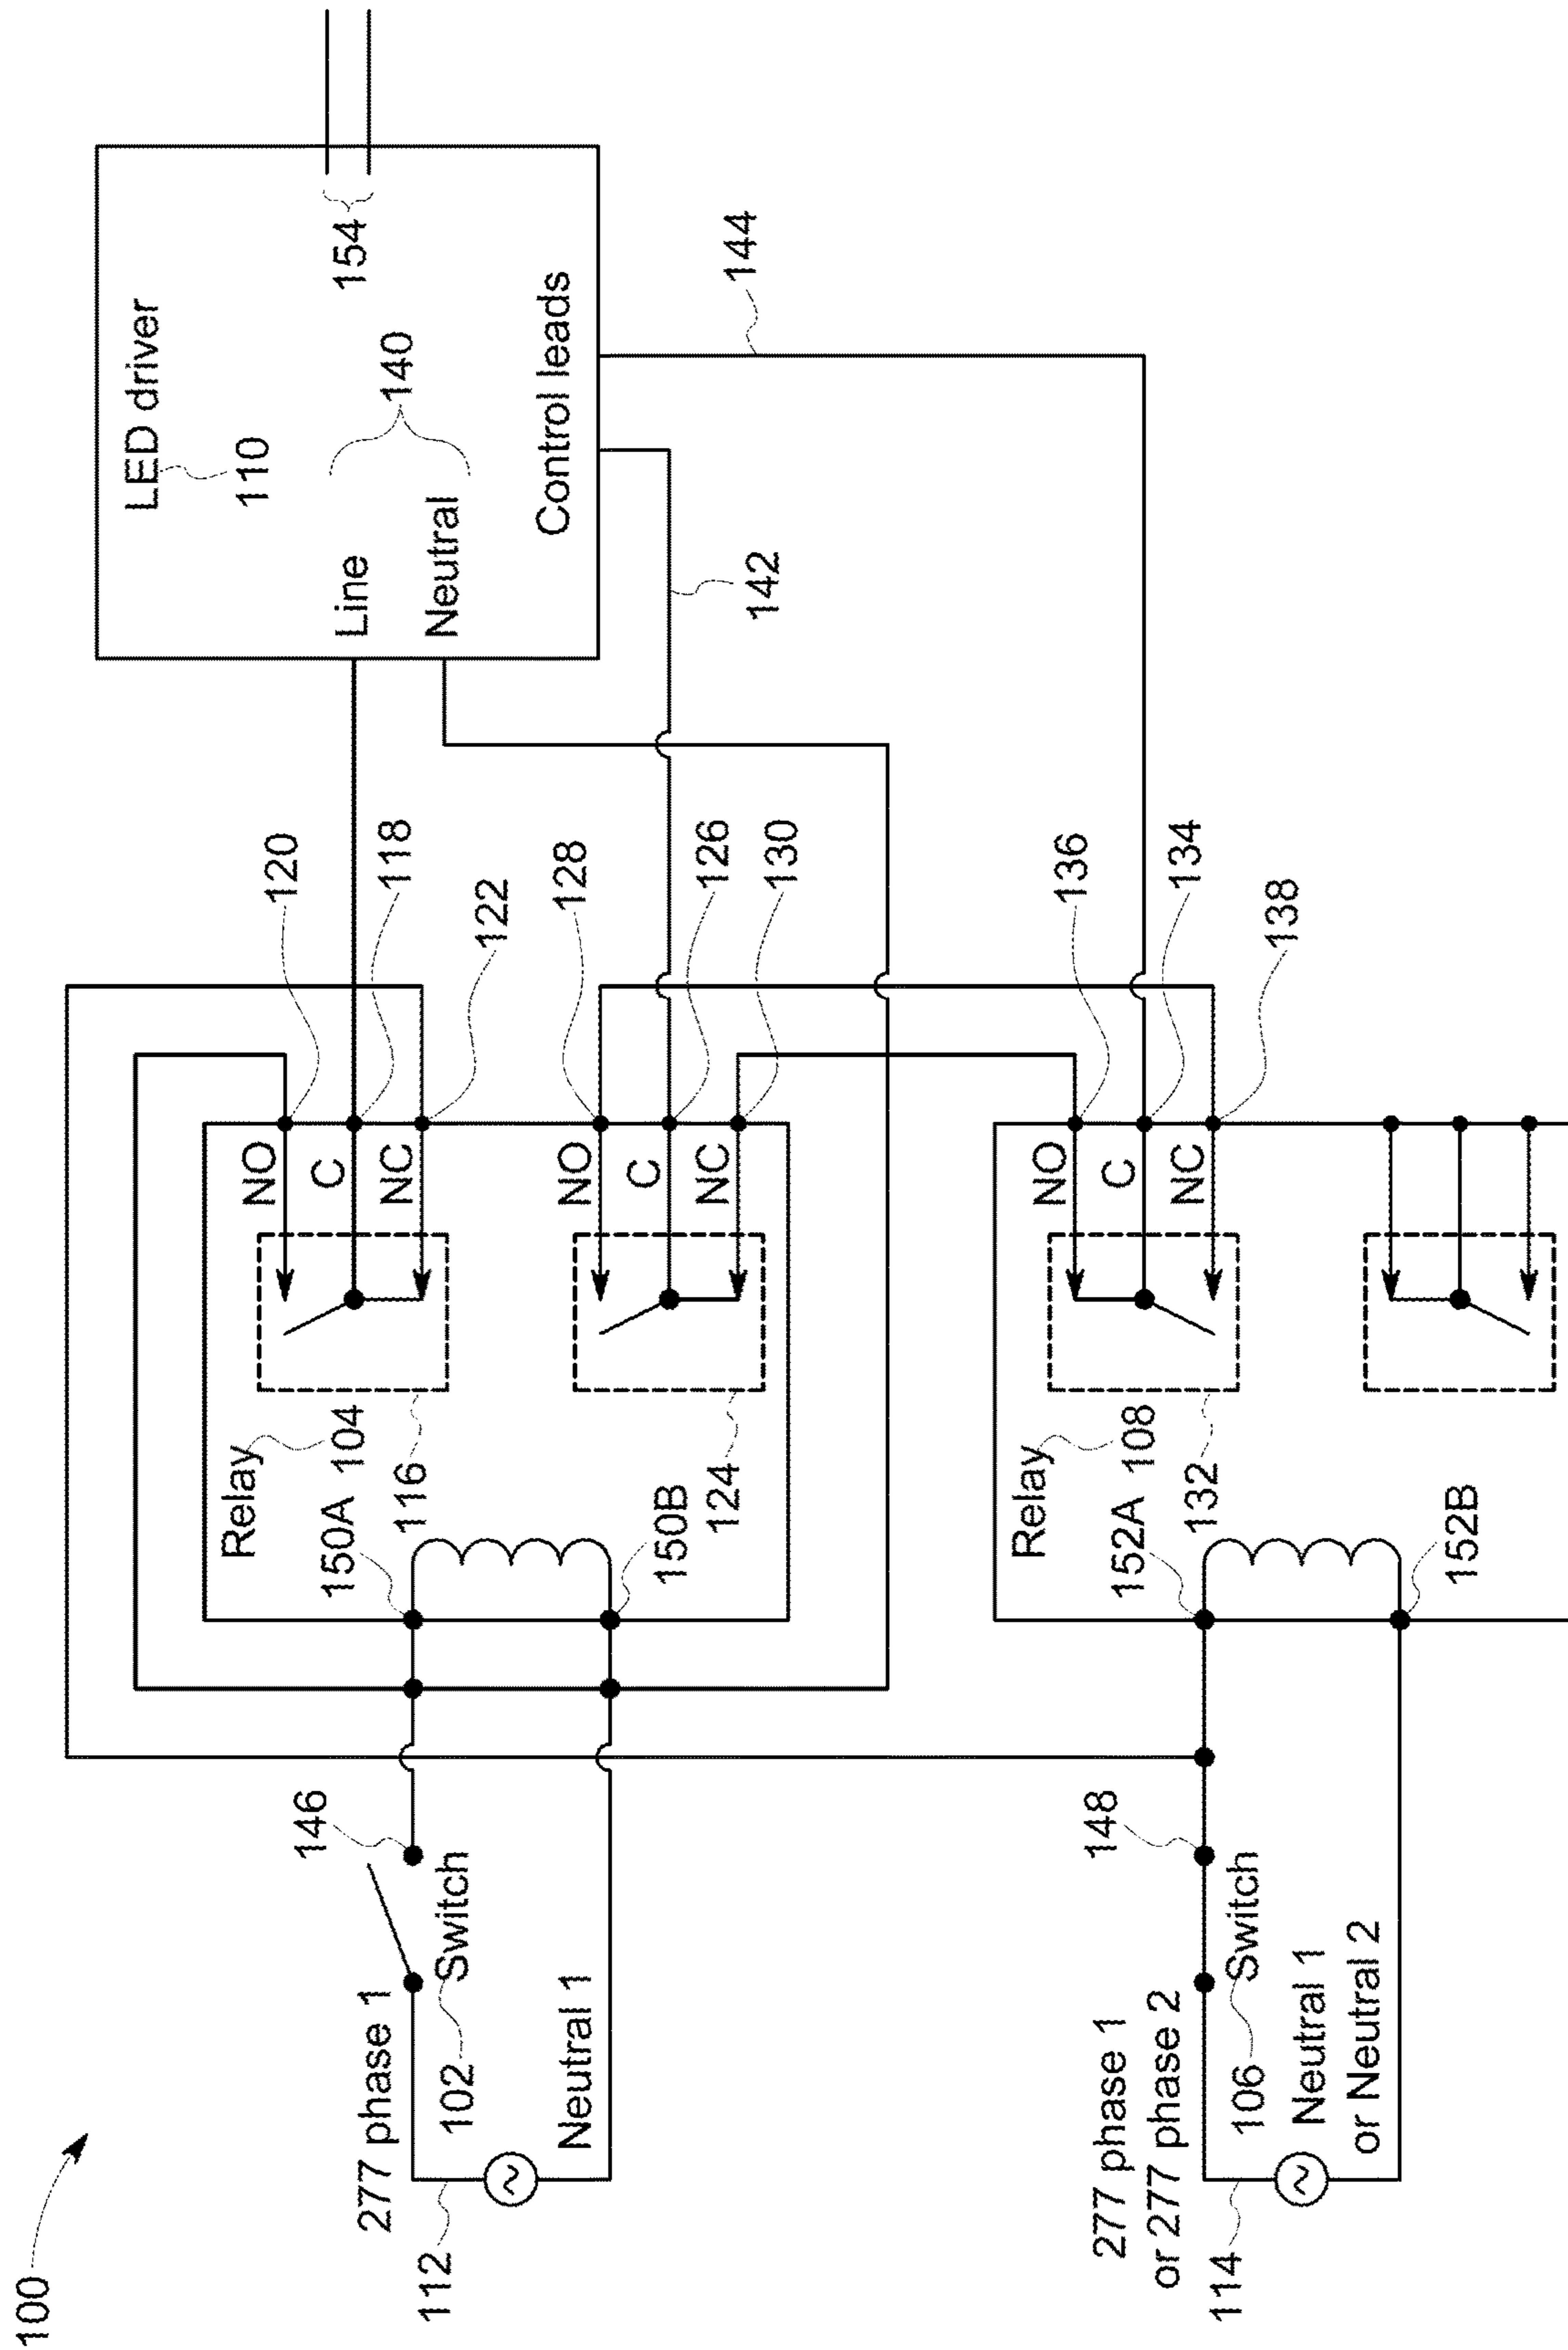 100
LED driver
110
Line
Neutral
140
154
Control leads
142
144
120
118
122
128
126
130
136
134
138
NO
C
NC
NO
C
NC
NO
C
NC
Relay
104
116
124
150A
150B
Relay
108
132
152A
152B
146
Switch
102
277 phase 1
Neutral 1
112
148
Switch
106
277 phase 1
or 277 phase 2
Neutral 1
or Neutral 2
114